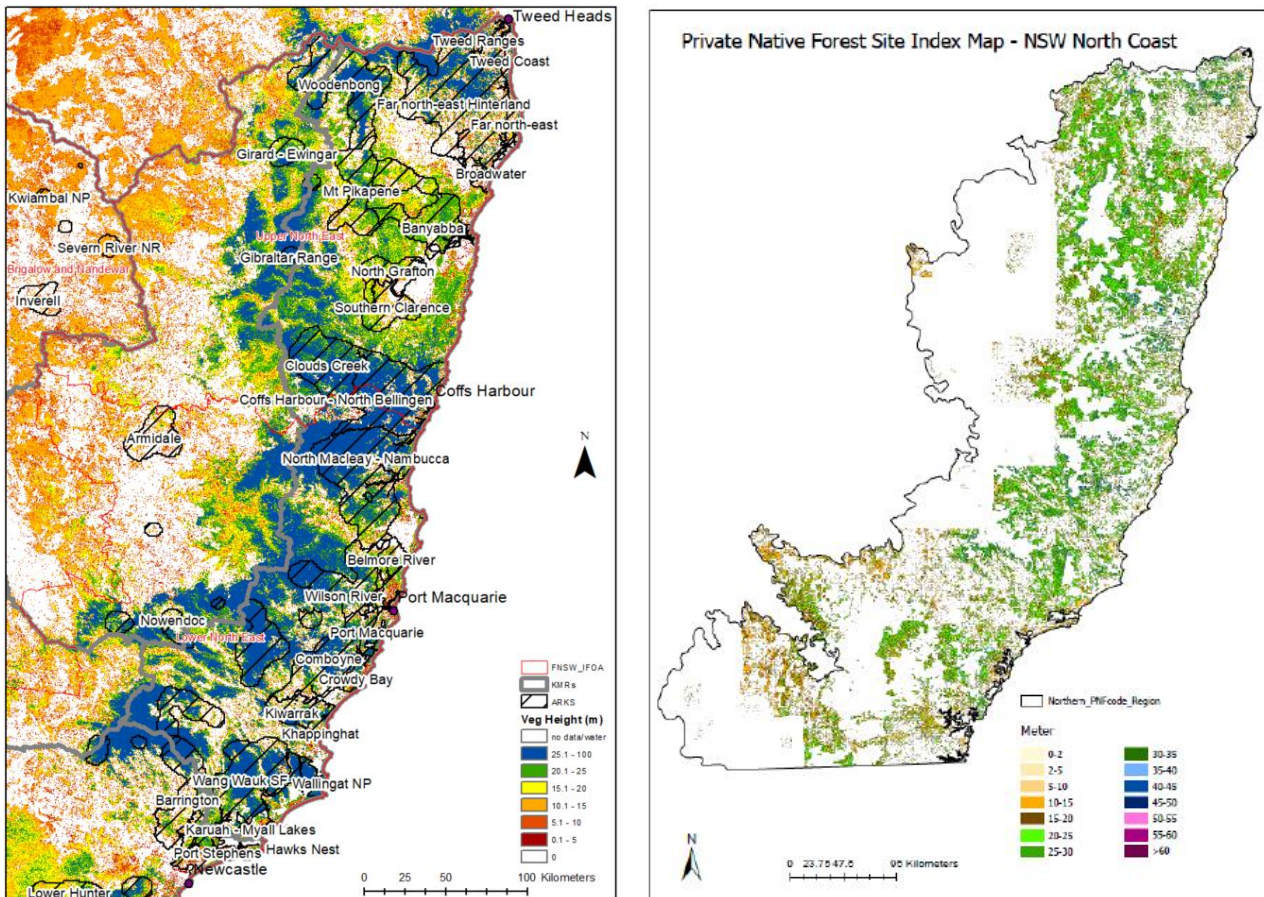 Tweed Heads
Tweed Ranges
Tweed Coast
Woodenbong
Far north-east Hinterland
Far north-east
Girard - Ewingar
Broadwater
Kwiambal NP
Mt Pikapene
Banyabba
Severn River NR
Upper North East
Gibraltar Range
Brigalow and Nandewar
North Grafton
Inverell
Southern Clarence
Clouds Creek
Coffs Harbour
Coffs Harbour - North Bellingen
Armidale
N
North Macleay - Nambucca
Belmore River
Wilson River
Port Macquarie
Nowendoc
Port Macquarie
Lower North East
Comboyne
Crowdy Bay
Kiwarrak
Khappinghat
Wang Wauk SF
Wallingat NP
Barrington
Karuah - Myall Lakes
Hawks Nest
Port Stephens
Newcastle
Lower Hunter
FNSW_IFOA
KMRs
ARKS
Veg Height (m)
no data/water
25.1 - 100
20.1 - 25
15.1 - 20
10.1 - 15
5.1 - 10
0.1 - 5
0
0 25 50 100 Kilometers
Private Native Forest Site Index Map - NSW North Coast
Northern_PNFcode_Region
Meter
0-2
2-5
5-10
10-15
15-20
20-25
25-30
30-35
35-40
40-45
45-50
50-55
55-60
>60
N
0 23.75 47.5 95 Kilometers